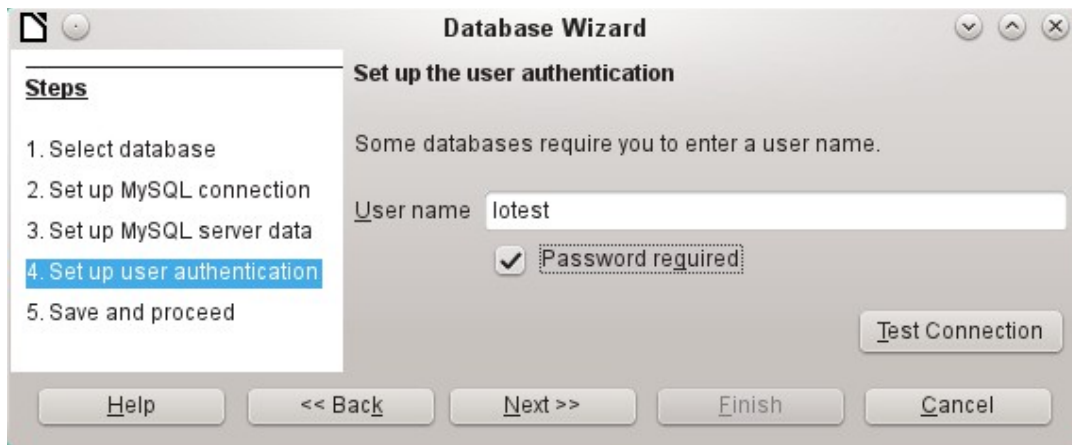 Database Wizard
Steps
1. Select database
2. Set up MySQL connection
3. Set up MySQL server data
4. Set up user authentication
5. Save and proceed
Set up the user authentication
Some databases require you to enter a user name.
User name lotest
Password required
Test Connection
Help << Back Next >> Finish Cancel